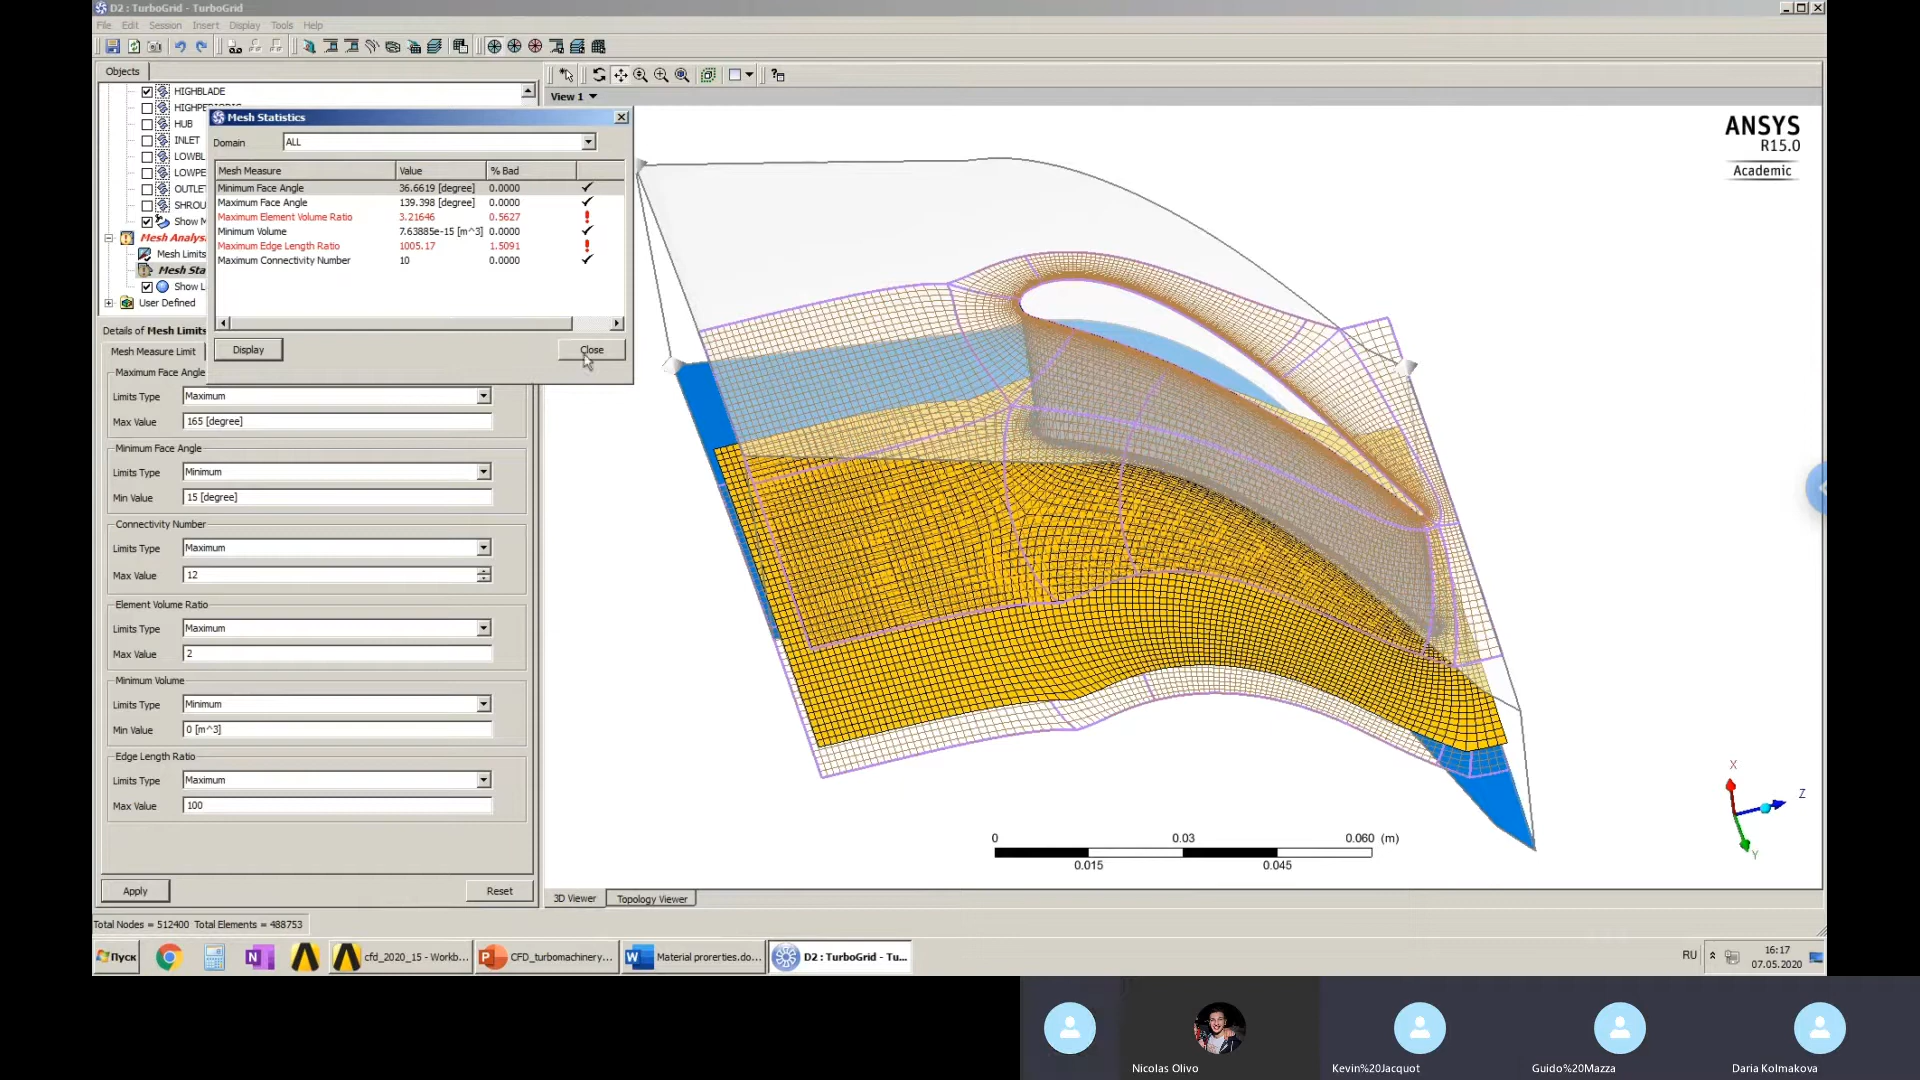 D2 : TurboGrid - TurboGrid
File Edit Session Insert Display Tools Help
Objects
HIGHBLADE
HIGHPERIODIC
HUB
INLET
LOWBL
LOWPE
OUTLE
SHROU
Show M
Mesh Analys
Mesh Limits
Mesh Sta
Show L
User Defined
Mesh Statistics
Domain ALL
Mesh Measure Value % Bad
Minimum Face Angle 36.6619 [degree] 0.0000
Maximum Face Angle 139.398 [degree] 0.0000
Maximum Element Volume Ratio 3.21646 0.5627
Minimum Volume 7.63885e-15 [m^3] 0.0000
Maximum Edge Length Ratio 1005.17 1.5091
Maximum Connectivity Number 10 0.0000
Display Close
Details of Mesh Limits
Mesh Measure Limit
Maximum Face Angle
Limits Type Maximum
Max Value 165 [degree]
Minimum Face Angle
Limits Type Minimum
Min Value 15 [degree]
Connectivity Number
Limits Type Maximum
Max Value 12
Element Volume Ratio
Limits Type Maximum
Max Value 2
Minimum Volume
Limits Type Minimum
Min Value 0 [m^3]
Edge Length Ratio
Limits Type Maximum
Max Value 100
Apply Reset
Total Nodes = 512400 Total Elements = 488753
View 1
ANSYS
R15.0
Academic
X
Z
Y
0 0.03 0.060 (m)
0.015 0.045
3D Viewer Topology Viewer
Пуск
cfd_2020_15 - Workb...
CFD_turbomachinery...
Material prorerties.do...
D2 : TurboGrid - Tu...
RU
16:17
07.05.2020
Nicolas Olivo
Kevin%20Jacquot
Guido%20Mazza
Daria Kolmakova